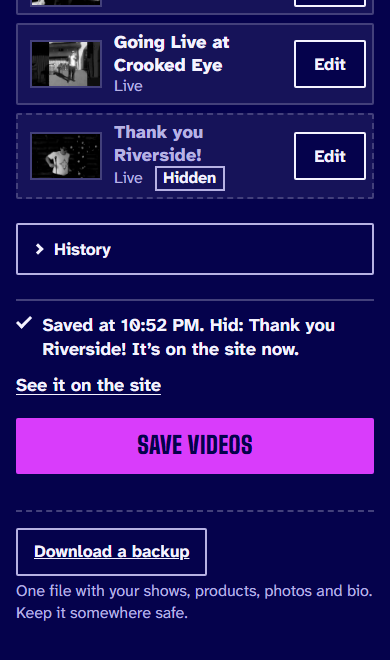 Going Live at
Crooked Eye
Live
Edit
Thank you
Riverside!
Live
Hidden
Edit
History
Saved at 10:52 PM. Hid: Thank you
Riverside! It’s on the site now.
See it on the site
SAVE VIDEOS
Download a backup
One file with your shows, products, photos and bio.
Keep it somewhere safe.